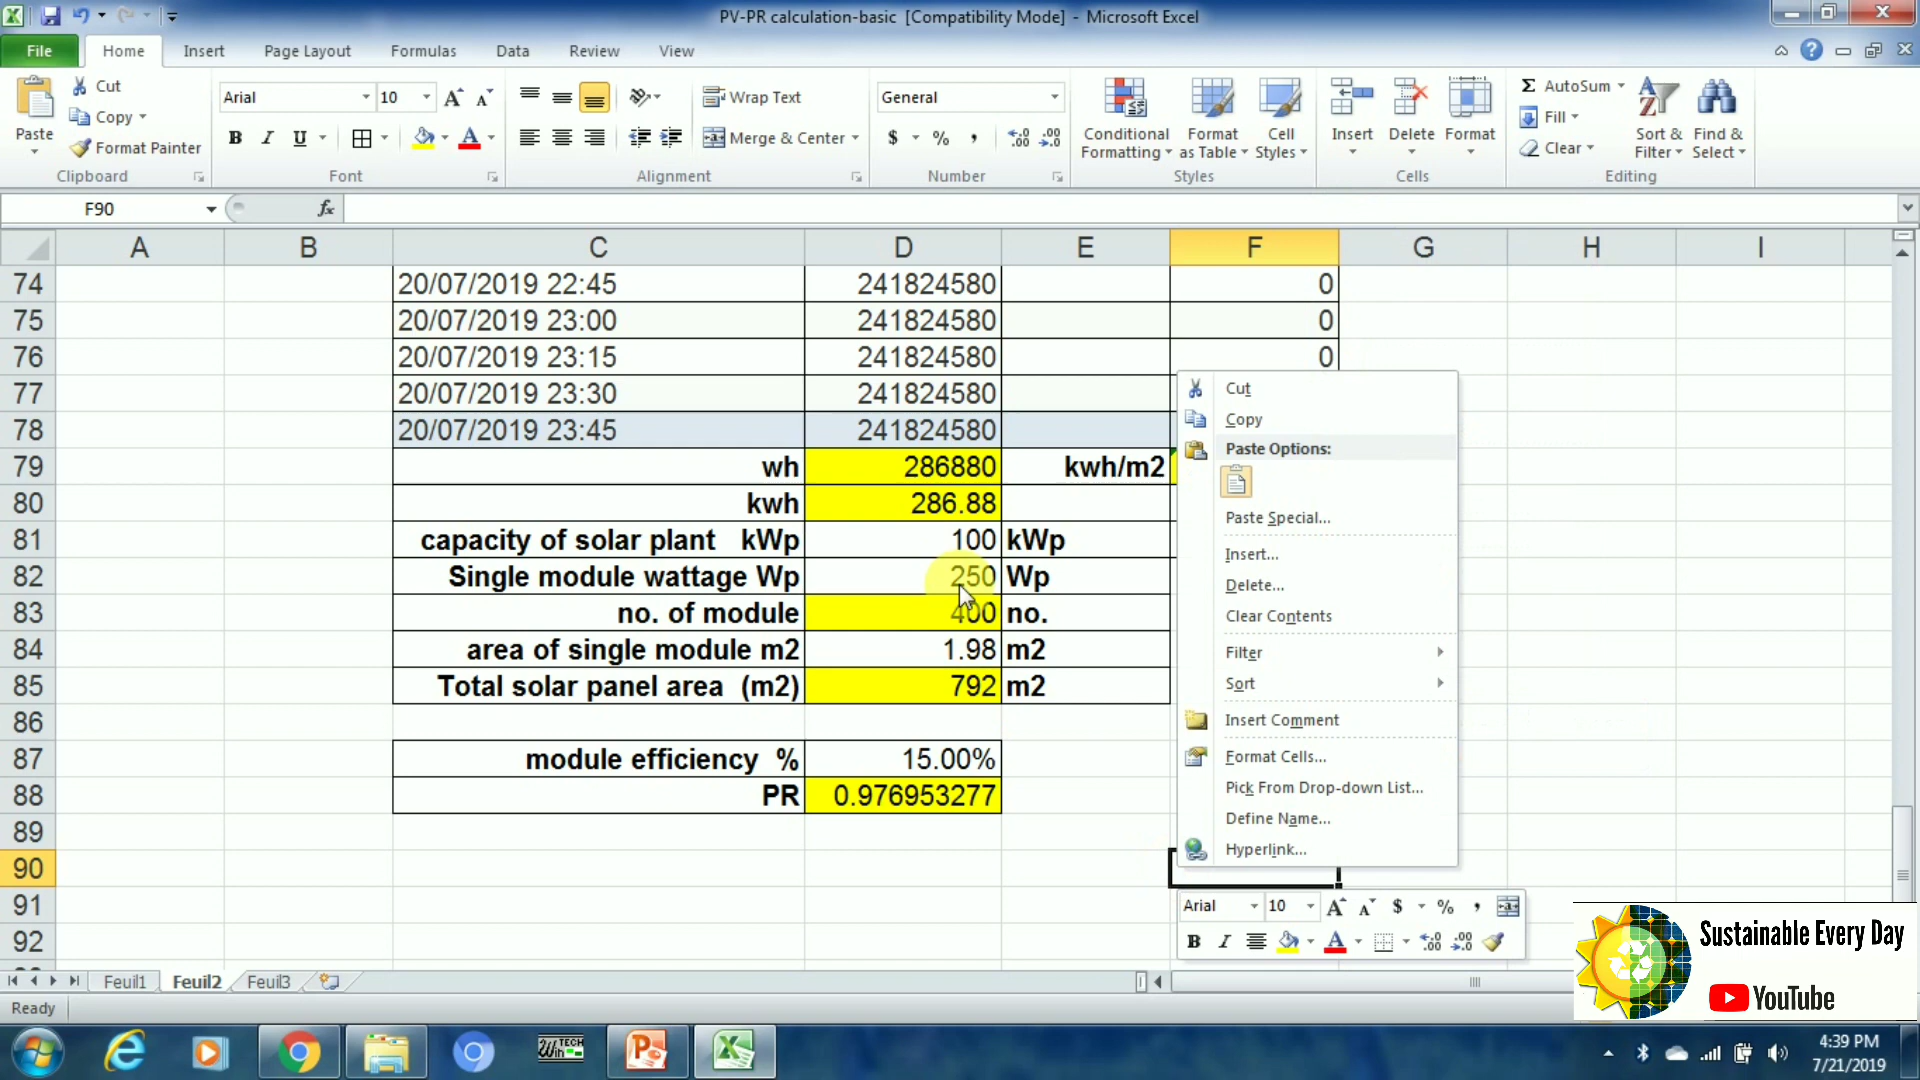 PV-PR calculation-basic [Compatibility Mode] - Microsoft Excel
File Home Insert Page Layout Formulas Data Review View
Paste
Cut
Copy
Format Painter
Clipboard
Arial 10
B I U
Font
Wrap Text
Merge & Center
Alignment
General
$ % ,
Number
Conditional Formatting
Format as Table
Cell Styles
Styles
Insert Delete Format
Cells
Σ AutoSum
Fill
Clear
Sort & Filter
Find & Select
Editing
F90 fx
A B C D E F G H I
74 20/07/2019 22:45 241824580 0
75 20/07/2019 23:00 241824580 0
76 20/07/2019 23:15 241824580 0
77 20/07/2019 23:30 241824580
78 20/07/2019 23:45 241824580
79 wh 286880 kwh/m2
80 kwh 286.88
81 capacity of solar plant kWp 100 kWp
82 Single module wattage Wp 250 Wp
83 no. of module 400 no.
84 area of single module m2 1.98 m2
85 Total solar panel area (m2) 792 m2
86
87 module efficiency % 15.00%
88 PR 0.976953277
89
90
91
92
Cut
Copy
Paste Options:
Paste Special...
Insert...
Delete...
Clear Contents
Filter
Sort
Insert Comment
Format Cells...
Pick From Drop-down List...
Define Name...
Hyperlink...
Arial 10 A A $ % ,
B I A
Sustainable Every Day
YouTube
Feuil1 Feuil2 Feuil3
Ready
Win TECH
4:39 PM
7/21/2019